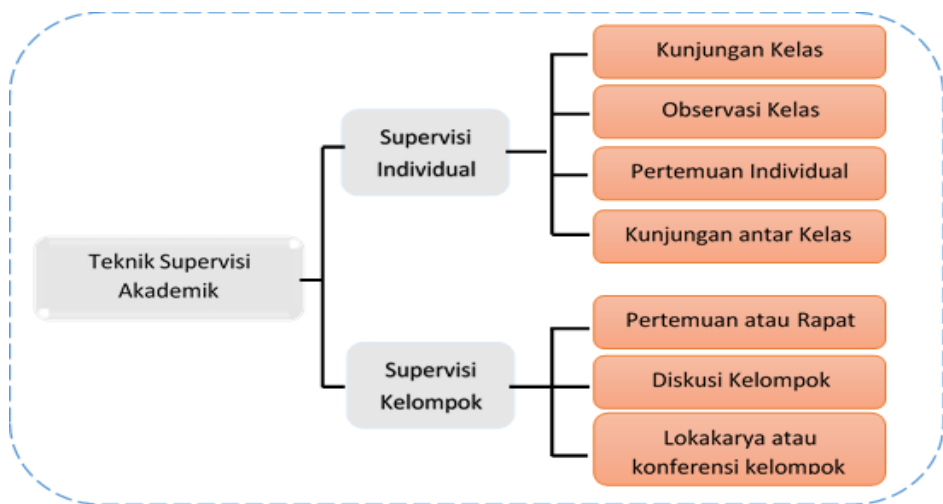 Teknik Supervisi
Akademik
Supervisi
Individual
Kunjungan Kelas
Observasi Kelas
Pertemuan Individual
Kunjungan antar Kelas
Supervisi
Kelompok
Pertemuan atau Rapat
Diskusi Kelompok
Lokakarya atau
konferensi kelompok